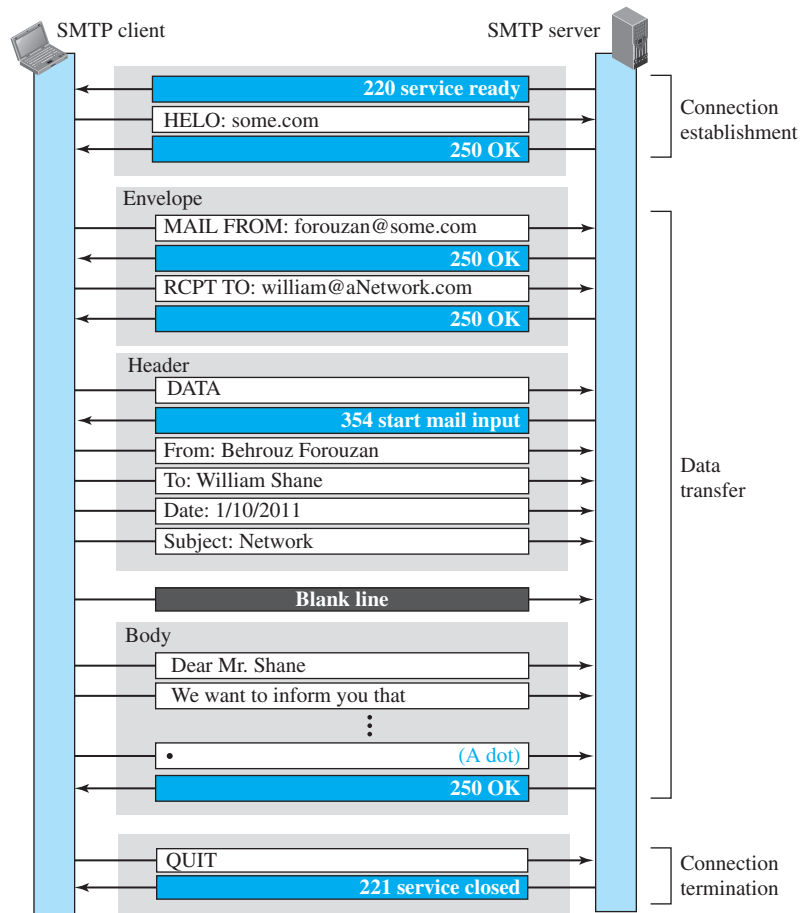 SMTP client
SMTP server
220 service ready
HELO: some.com
250 OK
Connection
establishment
Envelope
MAIL FROM: forouzan@some.com
250 OK
RCPT TO: william@aNetwork.com
250 OK
Header
DATA
354 start mail input
From: Behrouz Forouzan
To: William Shane
Date: 1/10/2011
Subject: Network
Data
transfer
Blank line
Body
Dear Mr. Shane
We want to inform you that
⋮
• (A dot)
250 OK
QUIT
221 service closed
Connection
termination